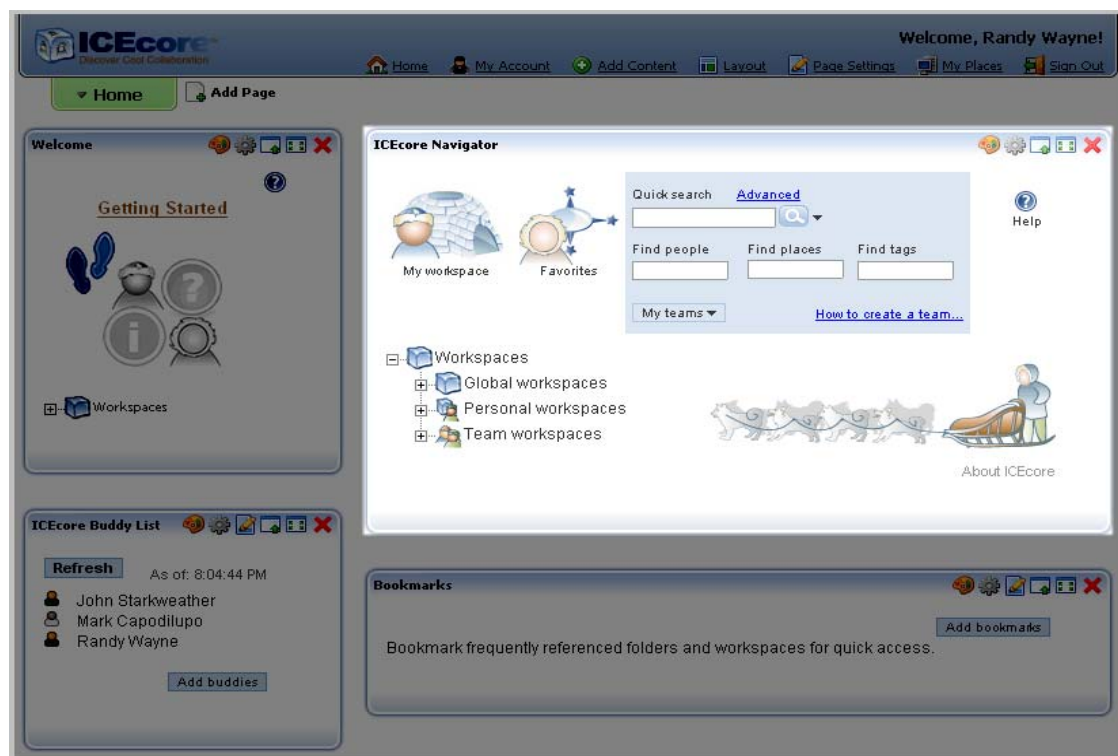 ICEcore
Discover Cool Collaboration
Welcome, Randy Wayne!
Home My Account Add Content Layout Page Settings My Places Sign Out
Home Add Page
Welcome
Getting Started
Workspaces
ICEcore Navigator
My workspace
Favorites
Quick search Advanced
Find people Find places Find tags
My teams How to create a team...
Help
Workspaces
Global workspaces
Personal workspaces
Team workspaces
About ICEcore
ICEcore Buddy List
Refresh As of: 8:04:44 PM
John Starkweather
Mark Capodilupo
Randy Wayne
Add buddies
Bookmarks
Add bookmarks
Bookmark frequently referenced folders and workspaces for quick access.